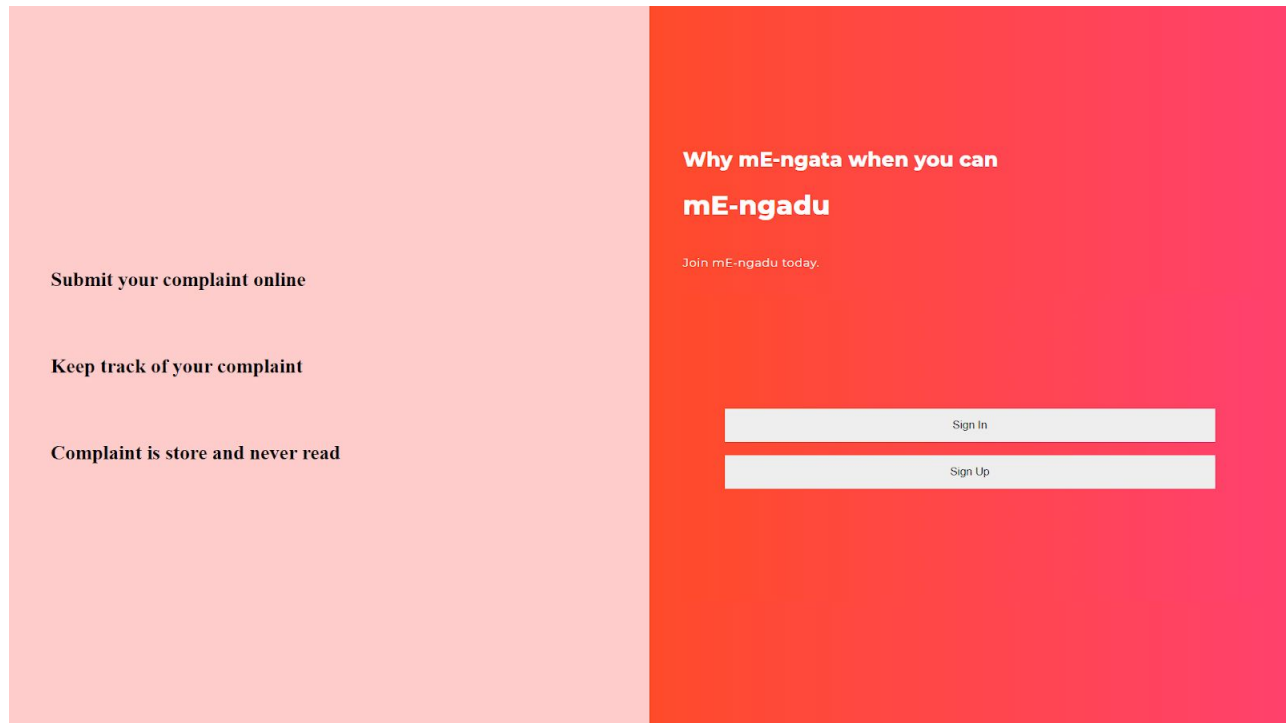 Submit your complaint online
Keep track of your complaint
Complaint is store and never read
Why mE-ngata when you can
mE-ngadu
Join mE-ngadu today.
Sign In
Sign Up